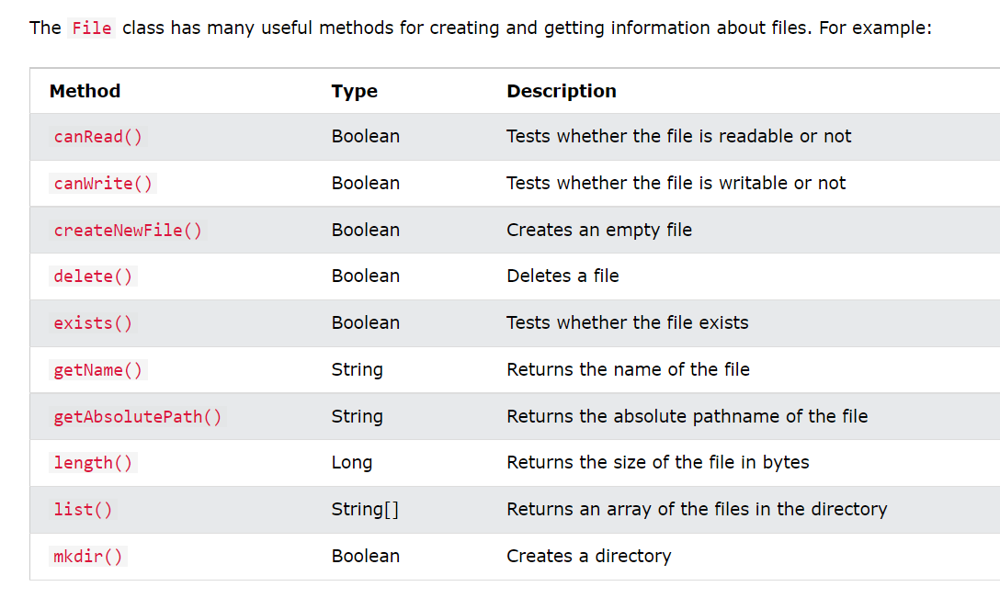 The File class has many useful methods for creating and getting information about files. For example:
Method Type Description
canRead() Boolean Tests whether the file is readable or not
canWrite() Boolean Tests whether the file is writable or not
createNewFile() Boolean Creates an empty file
delete() Boolean Deletes a file
exists() Boolean Tests whether the file exists
getName() String Returns the name of the file
getAbsolutePath() String Returns the absolute pathname of the file
length() Long Returns the size of the file in bytes
list() String[] Returns an array of the files in the directory
mkdir() Boolean Creates a directory